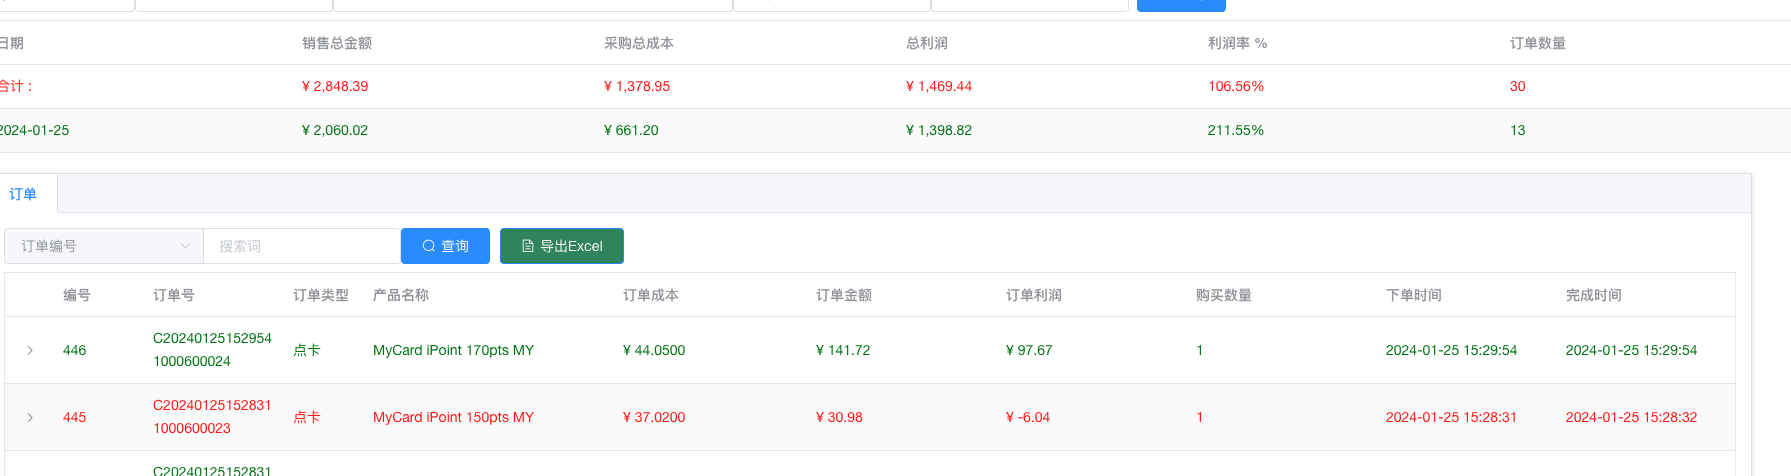 日期 销售总金额 采购总成本 总利润 利润率 % 订单数量
合计： ¥ 2,848.39 ¥ 1,378.95 ¥ 1,469.44 106.56% 30
2024-01-25 ¥ 2,060.02 ¥ 661.20 ¥ 1,398.82 211.55% 13
订单
订单编号 搜索词 查询 导出Excel
编号 订单号 订单类型 产品名称 订单成本 订单金额 订单利润 购买数量 下单时间 完成时间
446 C20240125152954 点卡 MyCard iPoint 170pts MY ¥ 44.0500 ¥ 141.72 ¥ 97.67 1 2024-01-25 15:29:54 2024-01-25 15:29:54
1000600024
445 C20240125152831 点卡 MyCard iPoint 150pts MY ¥ 37.0200 ¥ 30.98 ¥ -6.04 1 2024-01-25 15:28:31 2024-01-25 15:28:32
1000600023
C20240125152831